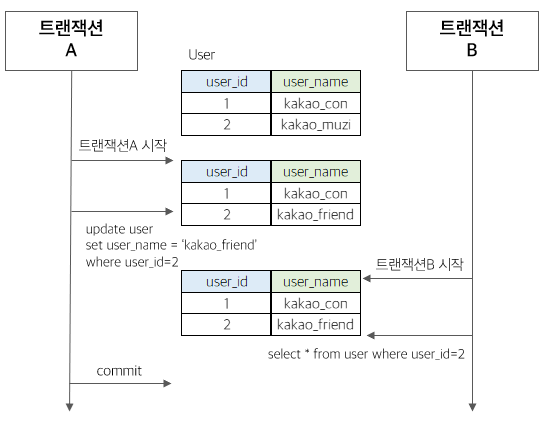 트랜잭션
A
트랜잭션
B
User
user_id user_name
1 kakao_con
2 kakao_muzi
트랜잭션A 시작
user_id user_name
1 kakao_con
2 kakao_friend
update user
set user_name = ‘kakao_friend’
where user_id=2
트랜잭션B 시작
user_id user_name
1 kakao_con
2 kakao_friend
select * from user where user_id=2
commit